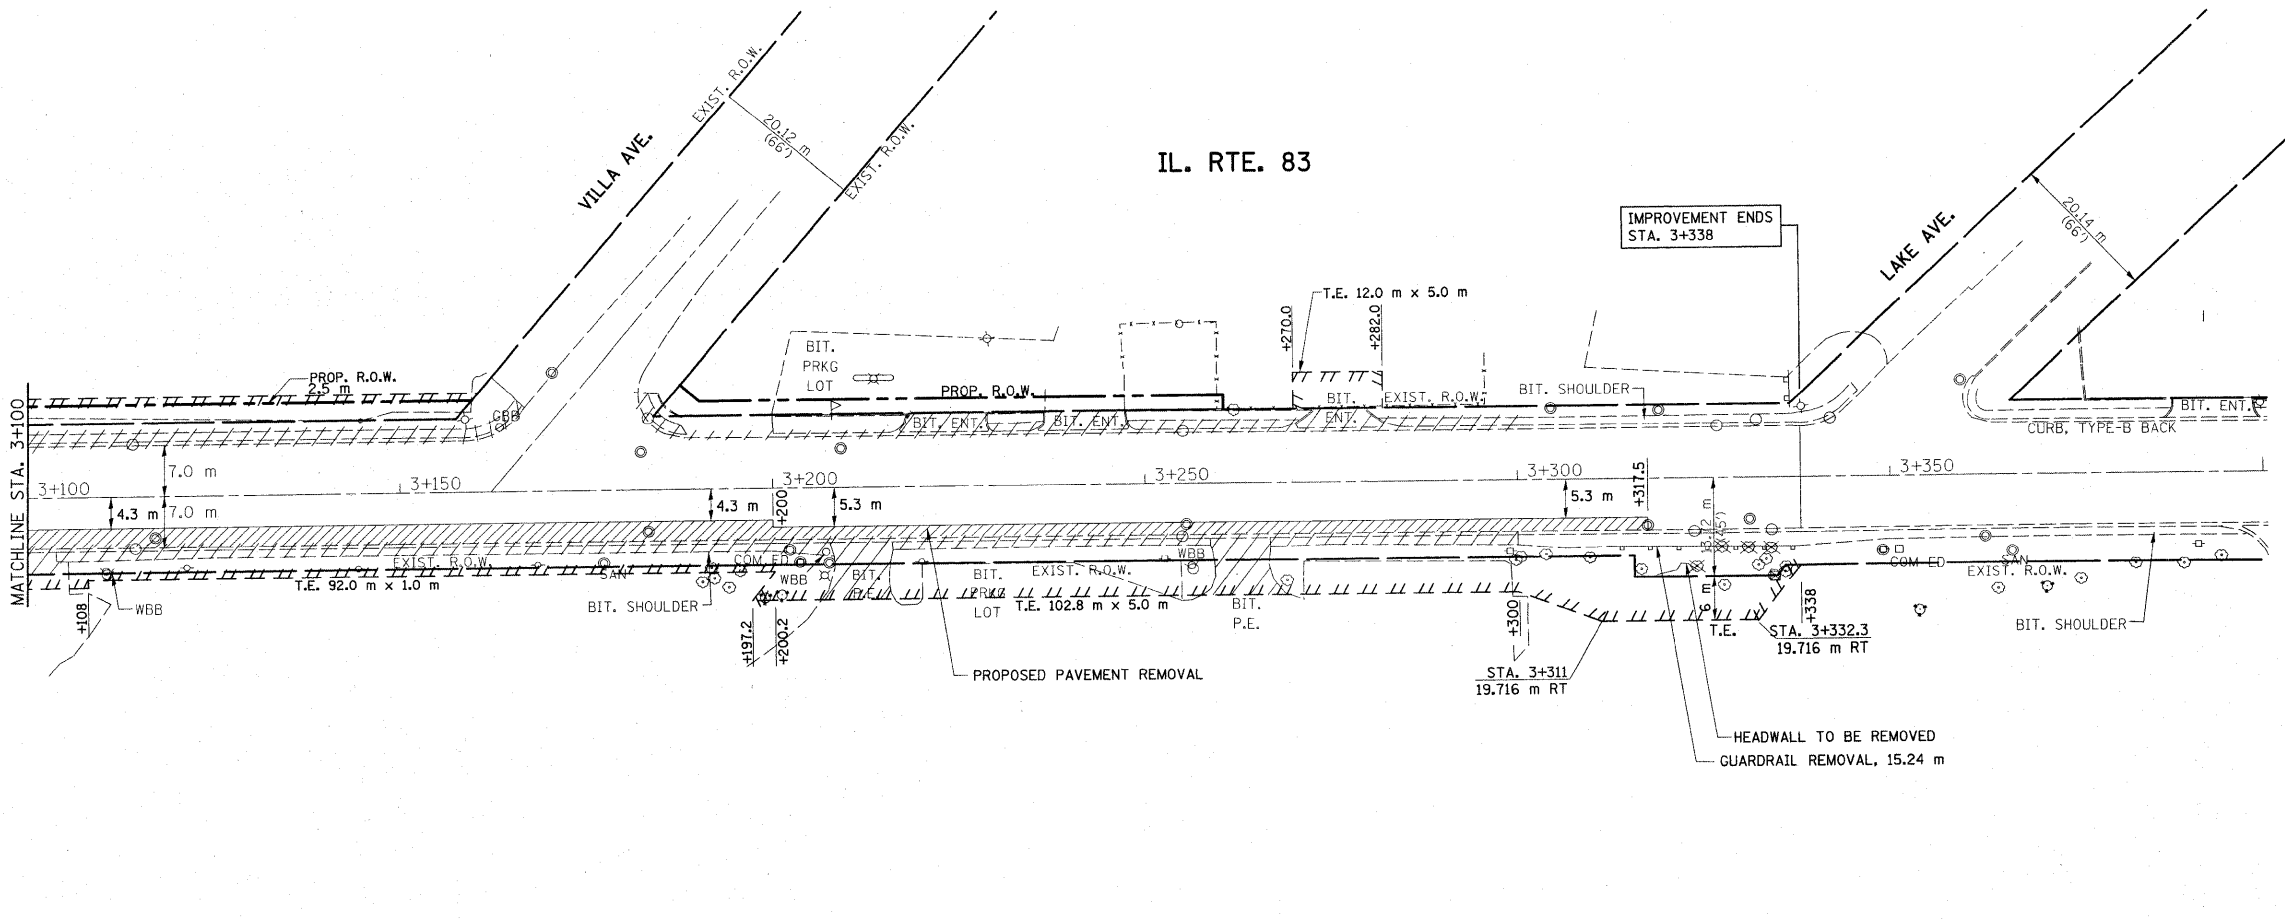 IL. RTE. 83
VILLA AVE.
EXIST. R.O.W.
20.12 m
(66')
EXIST. R.O.W.
IMPROVEMENT ENDS
STA. 3+338
LAKE AVE.
20.14 m
(66')
T.E. 12.0 m x 5.0 m
+270.0
+282.0
PROP. R.O.W.
2.5 m
BIT.
PRKG
LOT
PROP. R.O.W.
EXIST. R.O.W.
BIT. SHOULDER
CBB
BIT. ENT.
BIT. ENT.
BIT.
ENT.
BIT. ENT.
CURB, TYPE-B BACK
MATCHLINE STA. 3+100
7.0 m
3+100
3+150
3+200
3+250
3+300
3+350
+317.5
4.3 m
7.0 m
4.3 m
+200
5.3 m
5.3 m
EXIST. R.O.W.
SAN
COM ED
WBB
WBB
T.E. 92.0 m x 1.0 m
BIT. SHOULDER
BIT.
P.E.
BIT.
PRKG
LOT
EXIST. R.O.W.
T.E. 102.8 m x 5.0 m
BIT.
P.E.
WBB
+108
+197.2
+200.2
+300
6 m
T.E.
+338
COM ED
SAN
EXIST. R.O.W.
STA. 3+332.3
19.716 m RT
BIT. SHOULDER
PROPOSED PAVEMENT REMOVAL
STA. 3+311
19.716 m RT
HEADWALL TO BE REMOVED
GUARDRAIL REMOVAL, 15.24 m